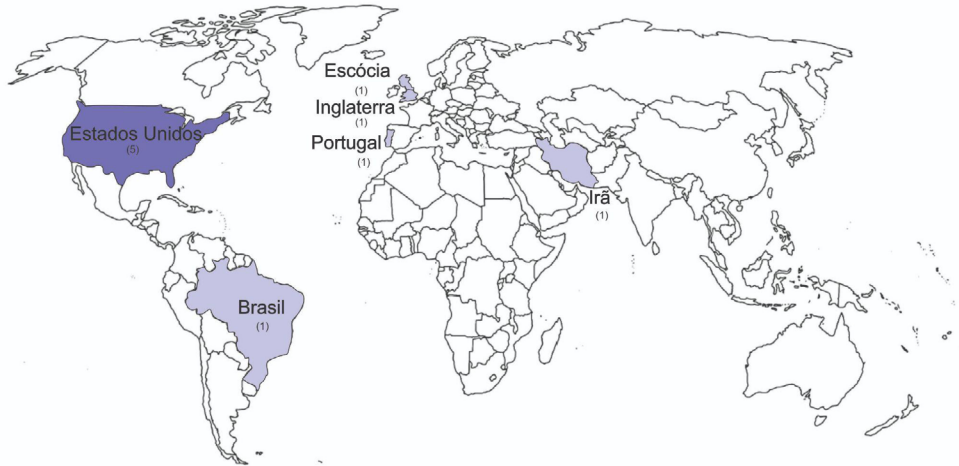 Escócia
(1)
Inglaterra
(1)
Estados Unidos
(5)
Portugal
(1)
Irã
(1)
Brasil
(1)